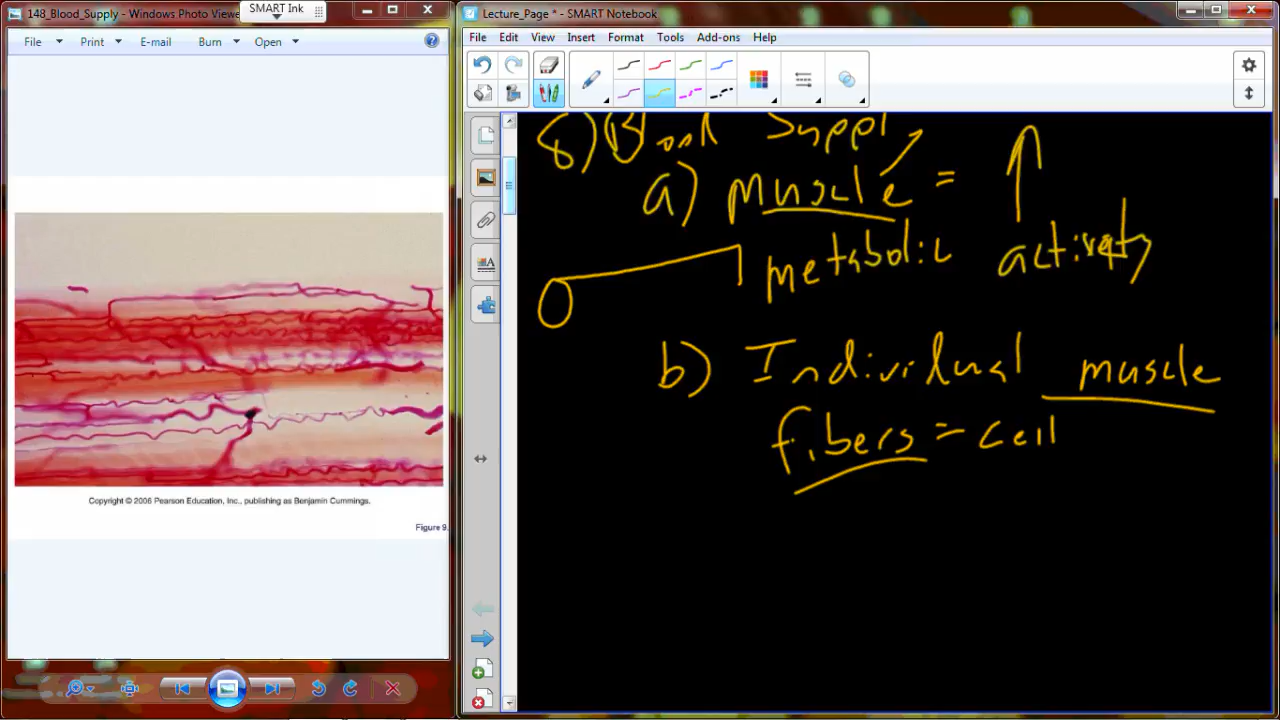 148_Blood_Supply - Windows Photo Viewe
SMART Ink
File Print E-mail Burn Open
Copyright © 2006 Pearson Education, Inc., publishing as Benjamin Cummings.
Figure 9.
Lecture_Page * - SMART Notebook
File Edit View Insert Format Tools Add-ons Help
8) Blood Suppl
a) muscle = ↑
metabolic activity
b) Individual muscle
fibers = cell